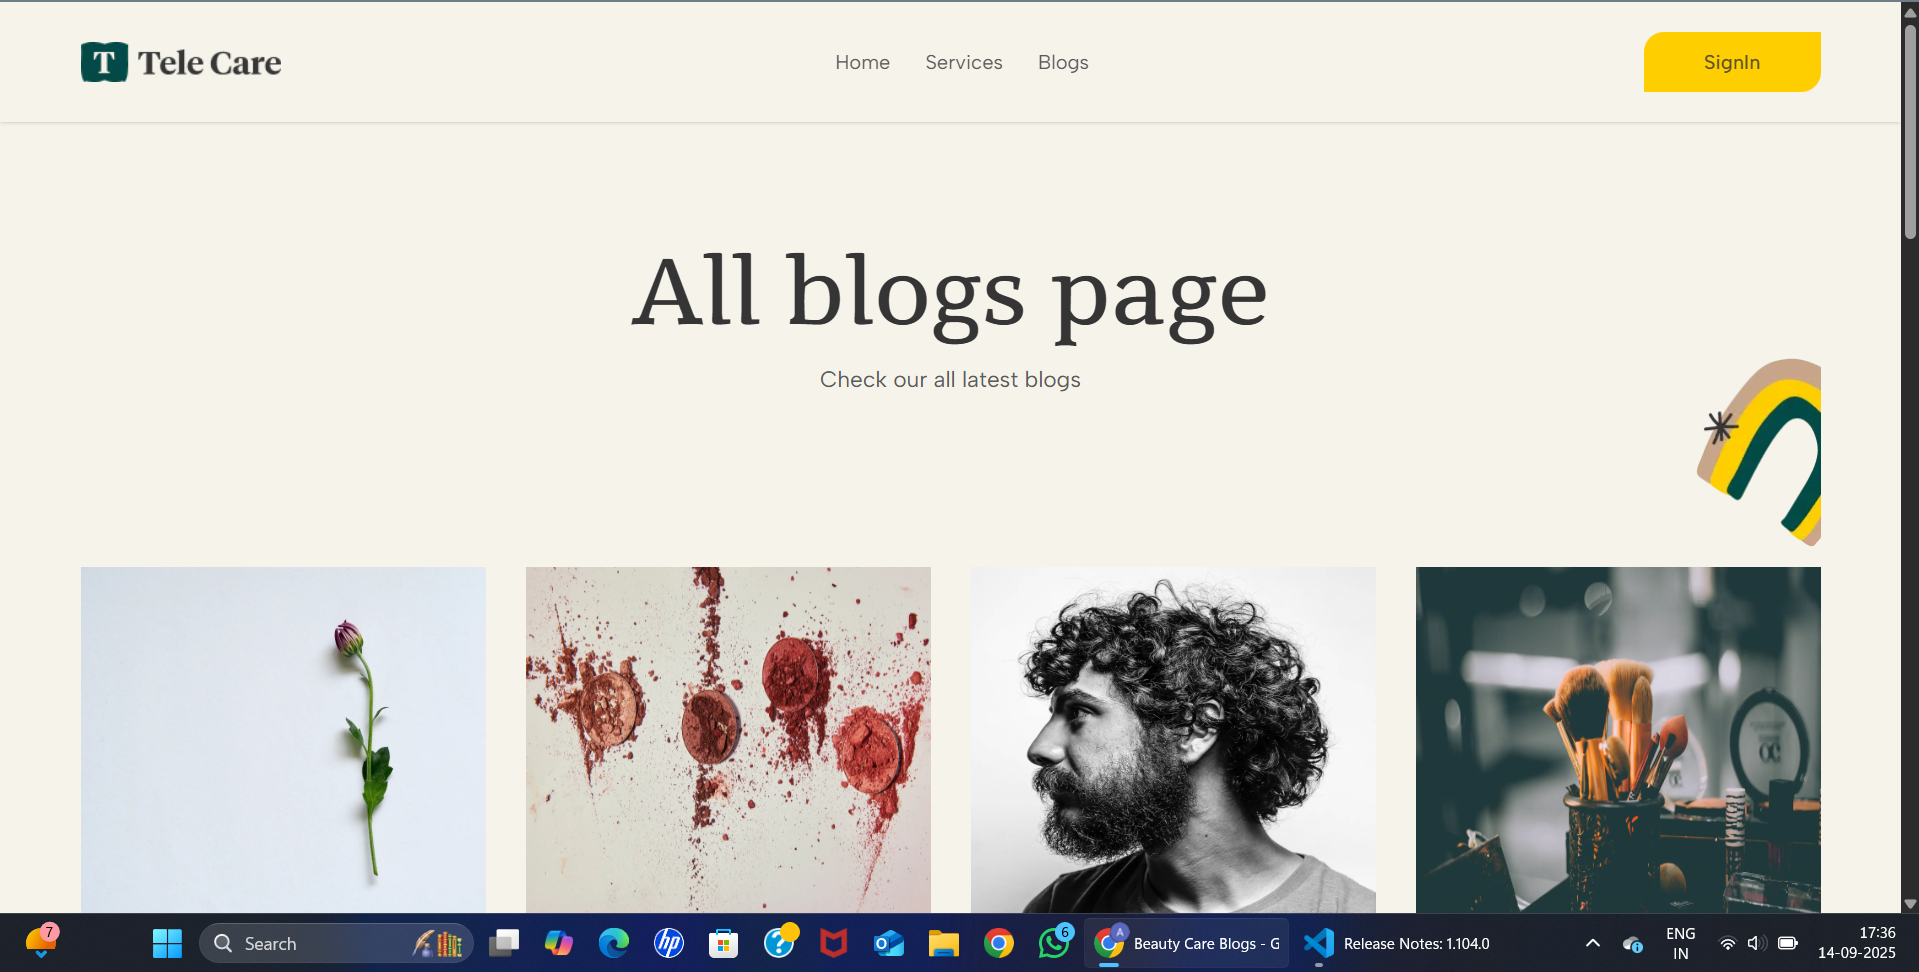 T Tele Care
Home Services Blogs
SignIn
All blogs page
Check our all latest blogs
7
Search
hp
?
6
A
Beauty Care Blogs - G
Release Notes: 1.104.0
ENG
IN
17:36
14-09-2025